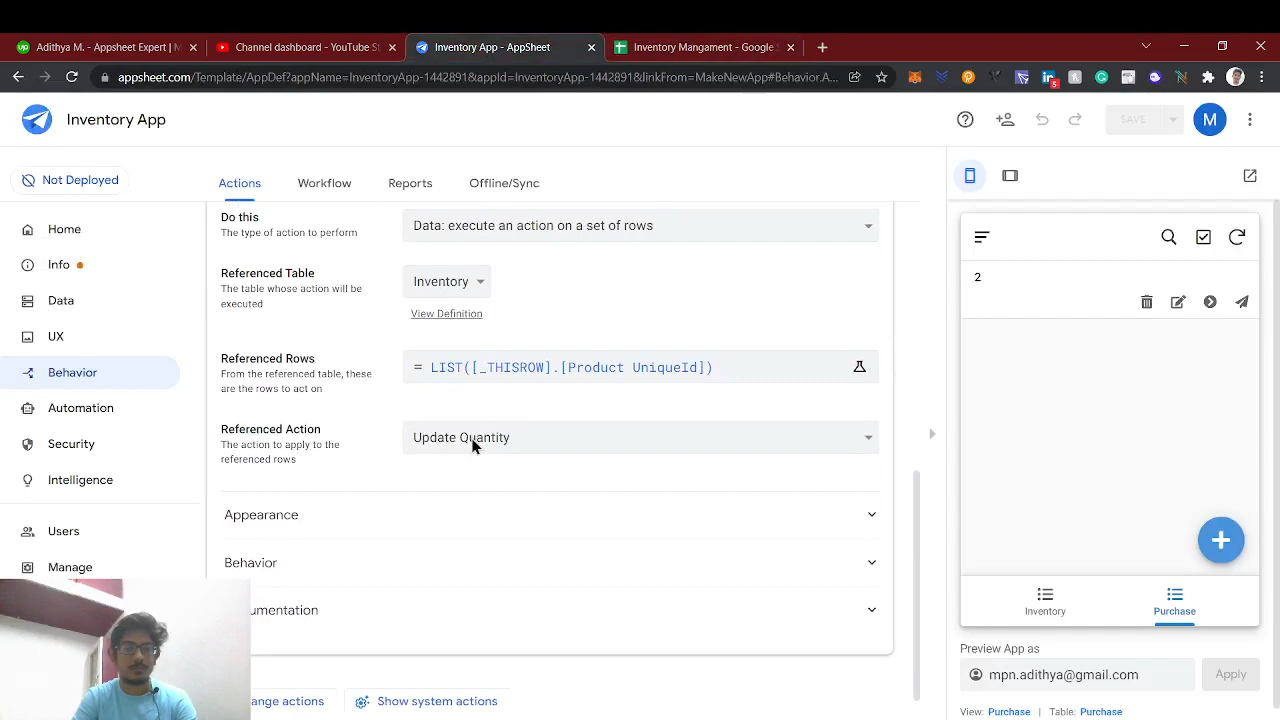 Adithya M. - Appsheet Expert | M
Channel dashboard - YouTube St
Inventory App - AppSheet
Inventory Mangament - Google
appsheet.com/Template/AppDef?appName=InventoryApp-1442891&appId=InventoryApp-1442891&linkFrom=MakeNewApp#Behavior.A...
5
Inventory App
SAVE
M
Not Deployed
Actions
Workflow
Reports
Offline/Sync
Home
Info
Data
UX
Behavior
Automation
Security
Intelligence
Users
Manage
Do this
The type of action to perform
Data: execute an action on a set of rows
Referenced Table
The table whose action will be
executed
Inventory
View Definition
Referenced Rows
From the referenced table, these
are the rows to act on
= LIST([_THISROW].[Product UniqueId])
Referenced Action
The action to apply to the
referenced rows
Update Quantity
Appearance
Behavior
umentation
ange actions
Show system actions
2
Inventory
Purchase
Preview App as
mpn.adithya@gmail.com
Apply
View: Purchase | Table: Purchase